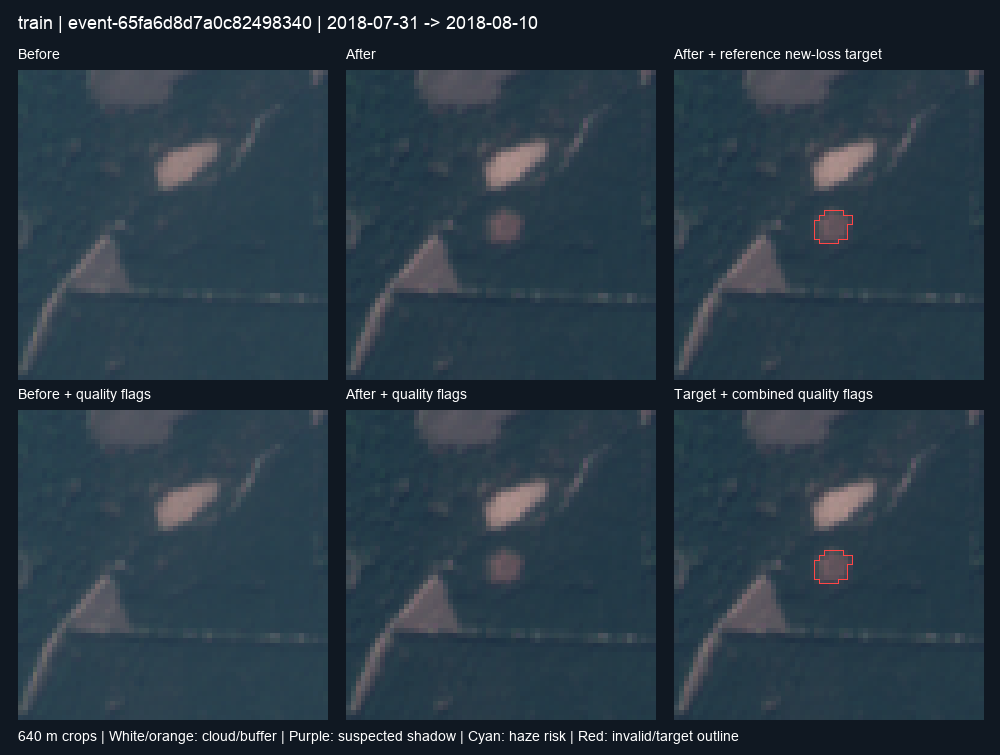 train | event-65fa6d8d7a0c82498340 | 2018-07-31 -> 2018-08-10
Before
After
After + reference new-loss target
Before + quality flags
After + quality flags
Target + combined quality flags
640 m crops | White/orange: cloud/buffer | Purple: suspected shadow | Cyan: haze risk | Red: invalid/target outline